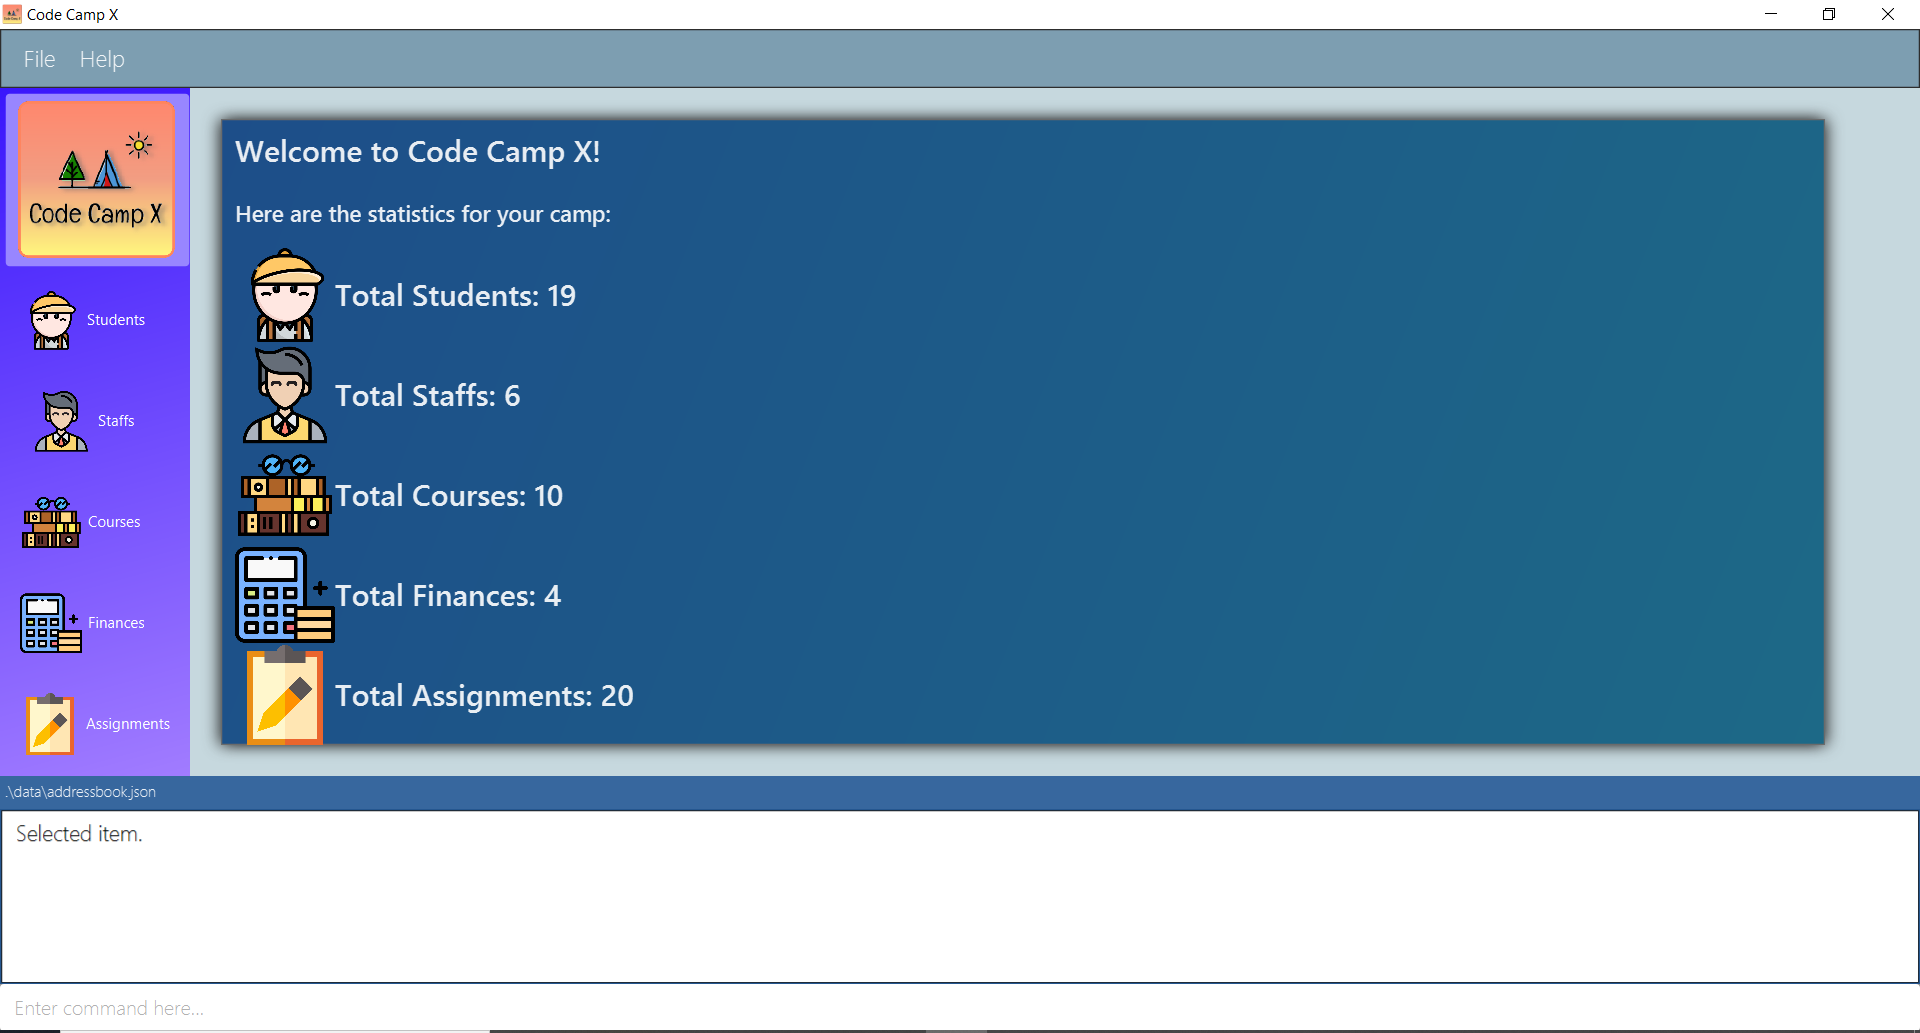 Code Camp X
File Help
Code Camp X
Students
Staffs
Courses
Finances
Assignments
Welcome to Code Camp X!
Here are the statistics for your camp:
Total Students: 19
Total Staffs: 6
Total Courses: 10
Total Finances: 4
Total Assignments: 20
.\data\addressbook.json
Selected item.
Enter command here...